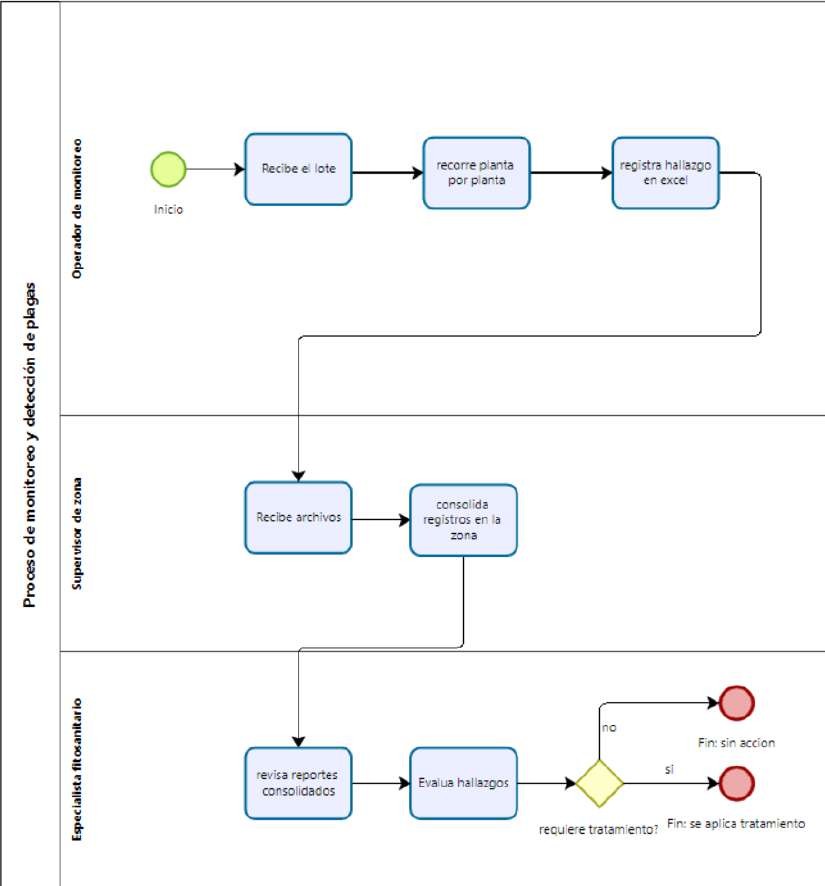 Proceso de monitoreo y detección de plagas
Operador de monitoreo
Inicio
Recibe el lote
recorre planta
por planta
registra hallazgo
en excel
Supervisor de zona
Recibe archivos
consolida
registros en la
zona
Especialista fitosanitario
revisa reportes
consolidados
Evalua hallazgos
requiere tratamiento?
no
Fin: sin accion
si
Fin: se aplica tratamiento